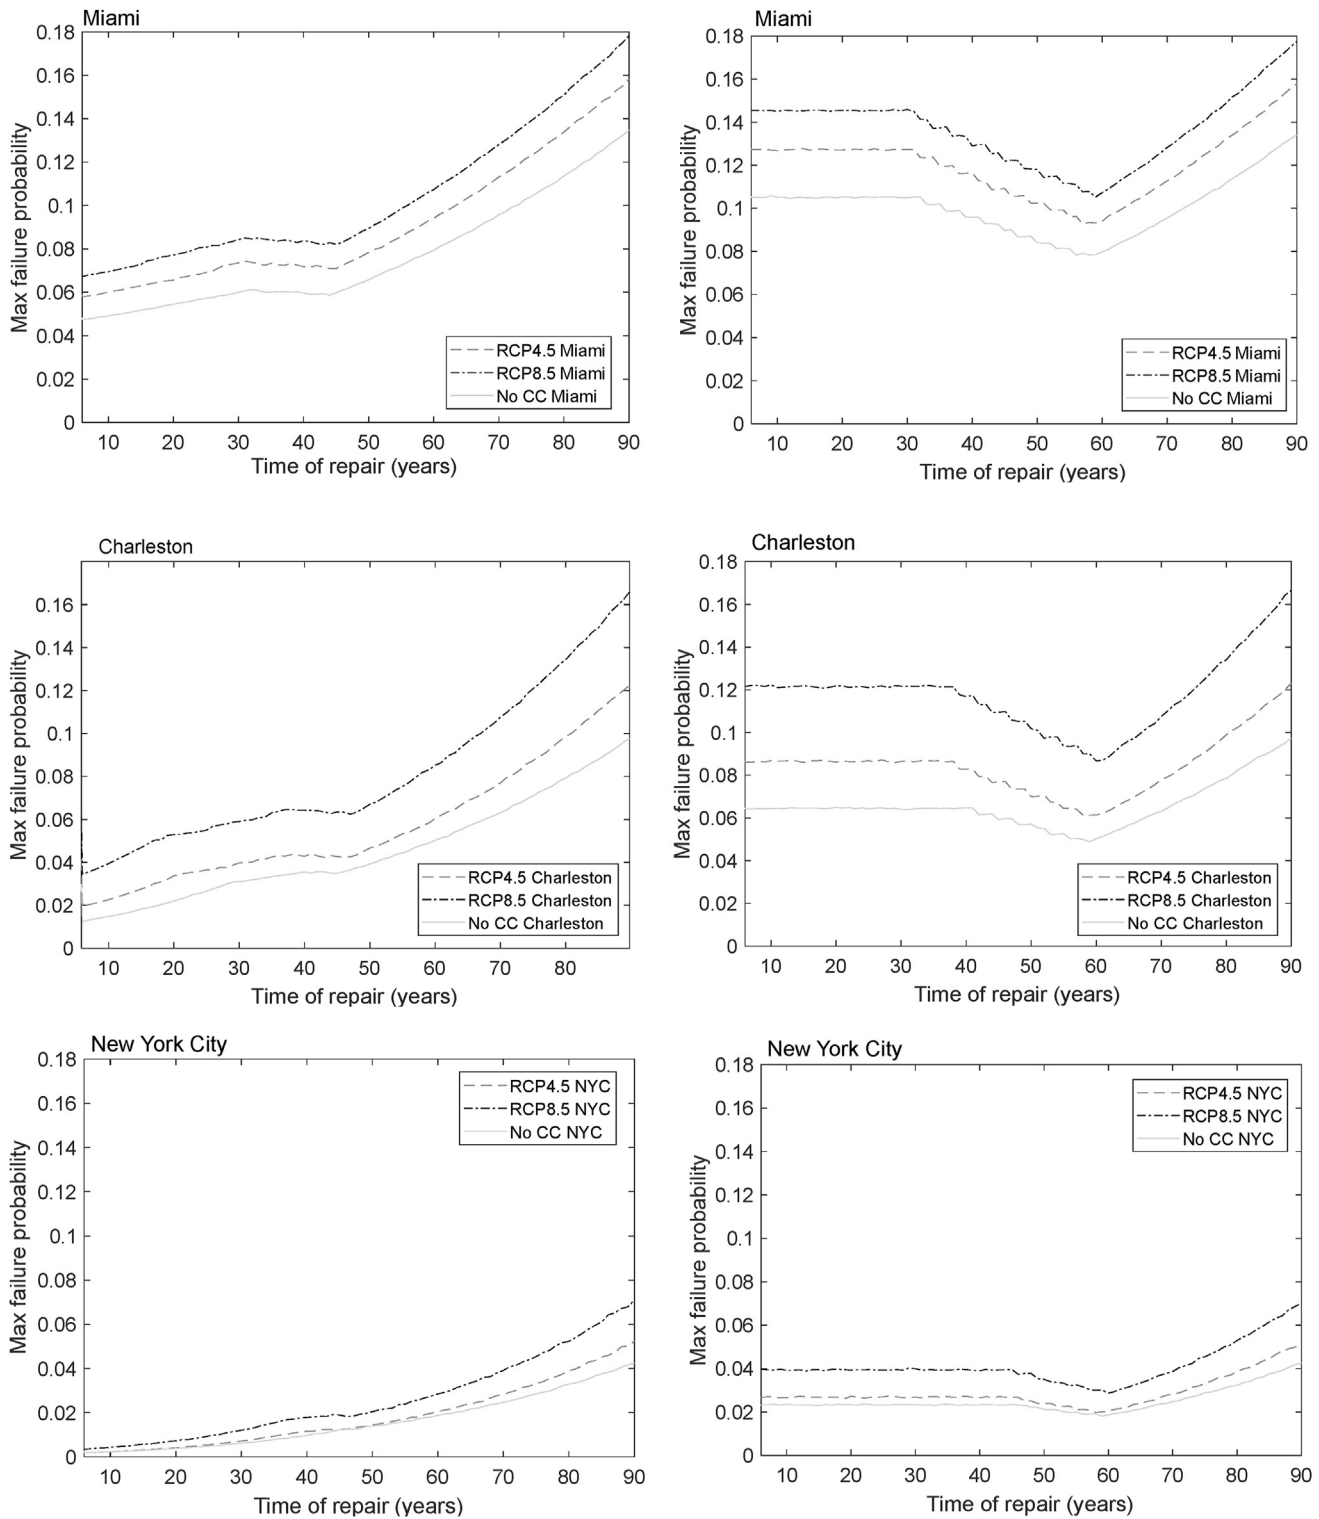 Miami
0.18
0.16
0.14
0.12
0.1
0.08
0.06
0.04
0.02
0
Max failure probability
RCP4.5 Miami
RCP8.5 Miami
No CC Miami
10 20 30 40 50 60 70 80 90
Time of repair (years)
Miami
0.18
0.16
0.14
0.12
0.1
0.08
0.06
0.04
0.02
0
Max failure probability
RCP4.5 Miami
RCP8.5 Miami
No CC Miami
10 20 30 40 50 60 70 80 90
Time of repair (years)
Charleston
0.16
0.14
0.12
0.1
0.08
0.06
0.04
0.02
0
Max failure probability
RCP4.5 Charleston
RCP8.5 Charleston
No CC Charleston
10 20 30 40 50 60 70 80
Time of repair (years)
Charleston
0.18
0.16
0.14
0.12
0.1
0.08
0.06
0.04
0.02
0
Max failure probability
RCP4.5 Charleston
RCP8.5 Charleston
No CC Charleston
10 20 30 40 50 60 70 80 90
Time of repair (years)
New York City
0.18
0.16
0.14
0.12
0.1
0.08
0.06
0.04
0.02
0
Max failure probability
RCP4.5 NYC
RCP8.5 NYC
No CC NYC
10 20 30 40 50 60 70 80 90
Time of repair (years)
New York City
0.18
0.16
0.14
0.12
0.1
0.08
0.06
0.04
0.02
0
Max failure probability
RCP4.5 NYC
RCP8.5 NYC
No CC NYC
10 20 30 40 50 60 70 80 90
Time of repair (years)